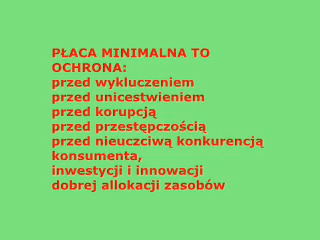 PŁACA MINIMALNA TO
OCHRONA:
przed wykluczeniem
przed unicestwieniem
przed korupcją
przed przestępczością
przed nieuczciwą konkurencją
konsumenta,
inwestycji i innowacji
dobrej allokacji zasobów